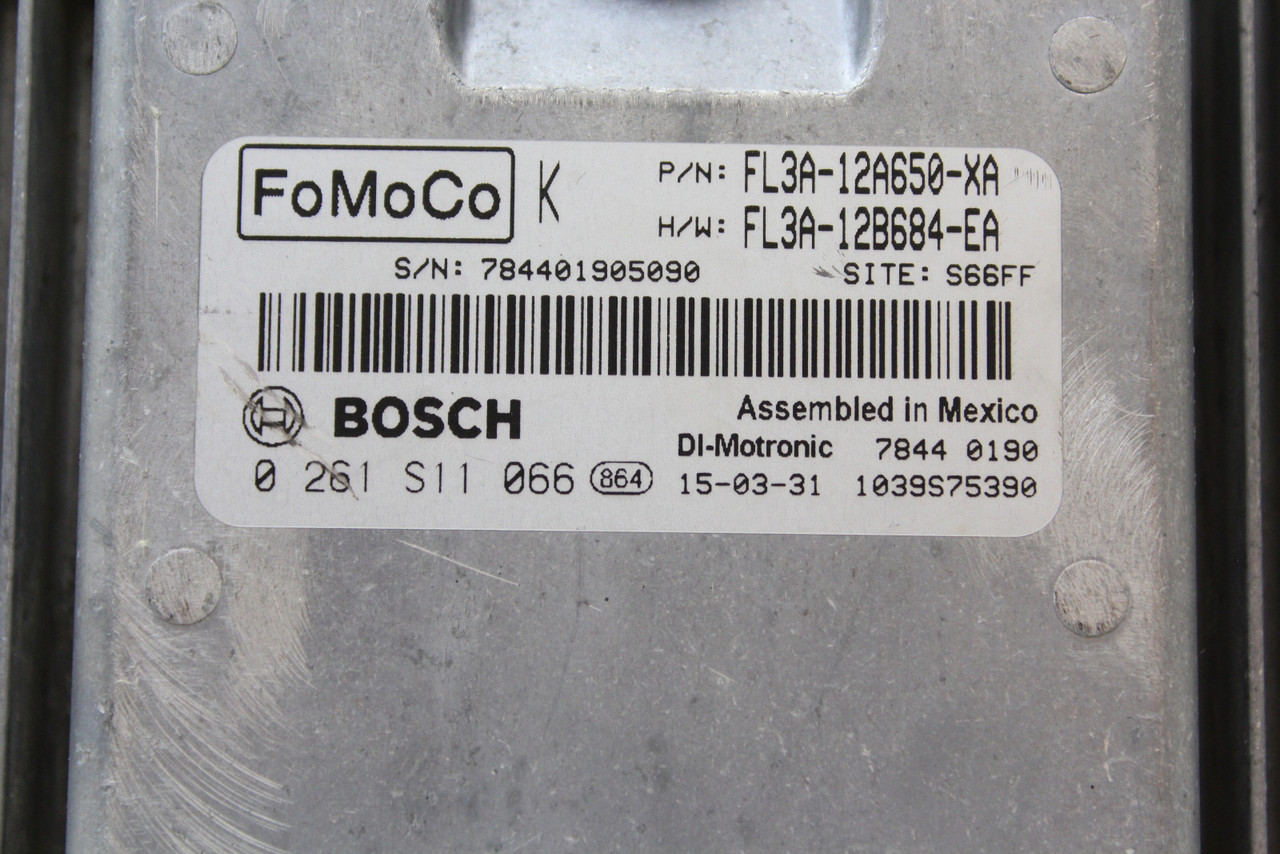 FoMoCo K P/N: FL3A-12A650-XA
H/W: FL3A-12B684-EA
S/N: 784401905090 SITE: S66FF
BOSCH Assembled in Mexico
DI-Motronic 7844 0190
0 261 S11 066 864 15-03-31 1039S75390